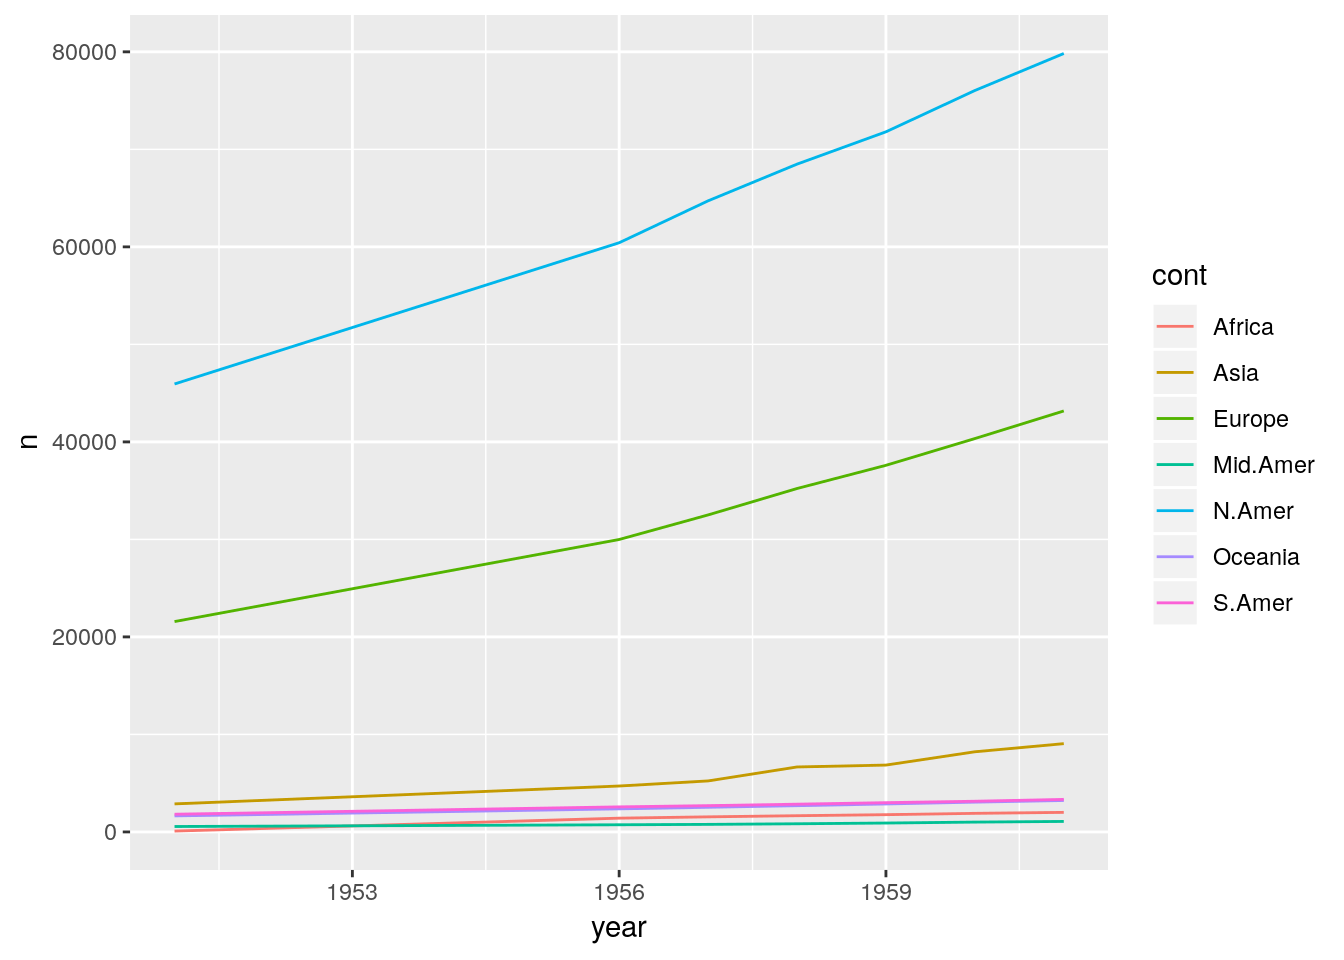 80000
60000
40000
20000
0
n
1953
1956
1959
year
cont
Africa
Asia
Europe
Mid.Amer
N.Amer
Oceania
S.Amer